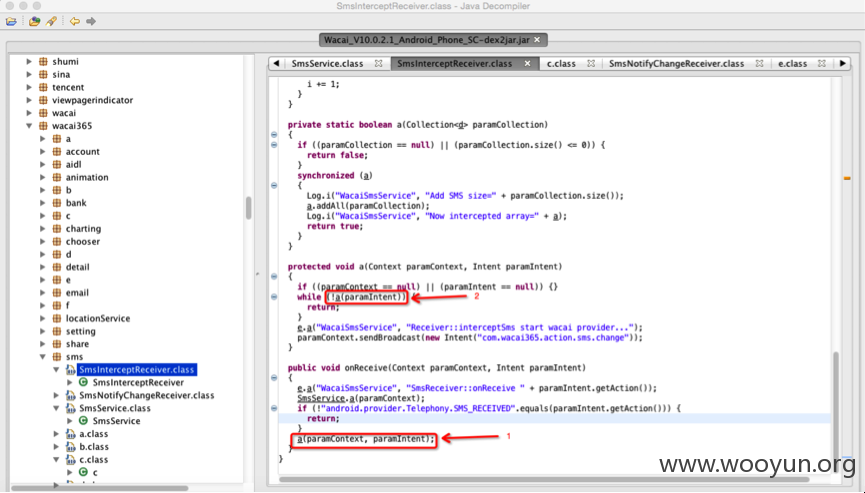 SmsInterceptReceiver.class - Java Decompiler
Wacai_V10.0.2.1_Android_Phone_SC-dex2jar.jar
SmsService.class
SmsInterceptReceiver.class
c.class
SmsNotifyChangeReceiver.class
e.class
shumi
sina
tencent
viewpagerindicator
wacai
wacai365
a
account
aidl
animation
b
bank
c
charting
chooser
d
detail
e
email
f
locationService
setting
share
sms
SmsInterceptReceiver.class
SmsInterceptReceiver
SmsNotifyChangeReceiver.class
SmsService.class
SmsService
a.class
b.class
c.class
c
i += 1;
}
}
private static boolean a(Collection<d> paramCollection)
{
if ((paramCollection == null) || (paramCollection.size() <= 0)) {
return false;
}
synchronized (a)
{
Log.i("WacaiSmsService", "Add SMS size=" + paramCollection.size());
a.addAll(paramCollection);
Log.i("WacaiSmsService", "Now intercepted array=" + a);
return true;
}
}
protected void a(Context paramContext, Intent paramIntent)
{
if ((paramContext == null) || (paramIntent == null)) {}
while (!a(paramIntent))
2
return;
}
e.a("WacaiSmsService", "Receiver::interceptSms start wacai provider...");
paramContext.sendBroadcast(new Intent("com.wacai365.action.sms.change"));
}
public void onReceive(Context paramContext, Intent paramIntent)
{
e.a("WacaiSmsService", "SmsReceiver::onReceive " + paramIntent.getAction());
SmsService.a(paramContext);
if (!"android.provider.Telephony.SMS_RECEIVED".equals(paramIntent.getAction())) {
return;
}
a(paramContext, paramIntent);
1
}
}
www.wooyun.org